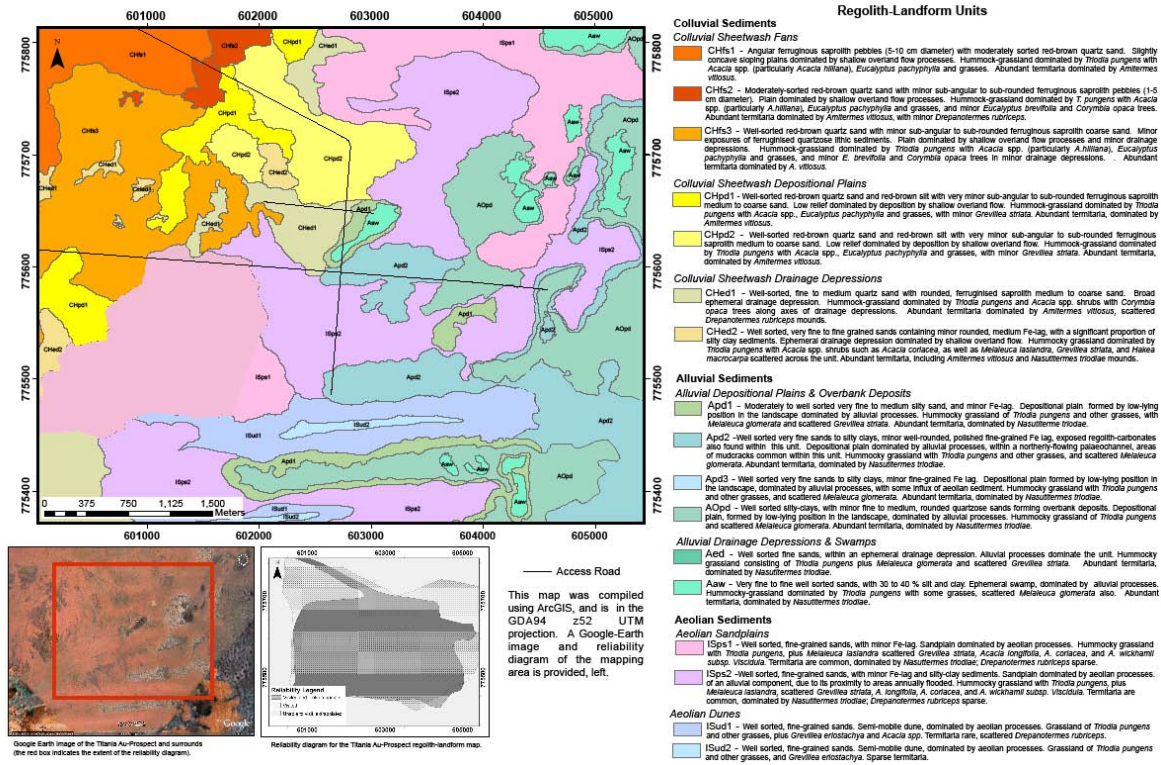 601000 602000 603000 604000 605000
775800
775700
775600
775500
775400
N
CHfs1
CHfs2
CHpd1
CHed1
ISps1
Aaw
AOpd
ISps2
CHfs3
CHpd1
CHed1
CHpd2
CHed2
CHpd2
CHed1
Apd1
Aaw
CHed1
CHed1
Apd2
ISps2
CHpd1
CHed2
Apd1
Apd2
AOpd
ISps2
ISps1
Apd2
ISud1
ISud2
Apd1
Aaw
Aaw
Aaw
AOpd
ISps2
ISud1
ISud2
ISps2
0 375 750 1,125 1,500
Meters
601000 602000 603000 604000 605000
Google
Google Earth image of the Titania Au-Prospect and surrounds
(the red box indicates the extent of the reliability diagram).
601000 603000 605000
Reliability Legend
Visited
601000 603000 605000
Reliability diagram for the Titania Au-Prospect regolith-landform map.
Access Road
This map was compiled
using ArcGIS, and is in the
GDA94 z52 UTM
projection. A Google-Earth
image and reliability
diagram of the mapping
area is provided, left.
Regolith-Landform Units
Colluvial Sediments
Colluvial Sheetwash Fans
CHfs1 - Angular ferruginous saprolith pebbles (5-10 cm diameter) with moderately sorted red-brown quartz sand. Slightly
concave sloping plains dominated by shallow overland flow processes. Hummock-grassland dominated by Triodia pungens with
Acacia spp. (particularly Acacia hilliana), Eucalyptus pachyphylla and grasses. Abundant termitaria dominated by Amitermes
vitiosus.
CHfs2 - Moderately-sorted red-brown quartz sand with minor sub-angular to sub-rounded ferruginous saprolith pebbles (1-5
cm diameter). Plain dominated by shallow overland flow processes. Hummock-grassland dominated by T. pungens with Acacia
spp. (particularly A.hilliana), Eucalyptus pachyphylla and grasses, and minor Eucalyptus brevifolia and Corymbia opaca trees.
Abundant termitaria dominated by Amitermes vitiosus, with minor Drepanotermes rubriceps.
CHfs3 - Well-sorted red-brown quartz sand with minor sub-angular to sub-rounded ferruginous saprolith coarse sand. Minor
exposures of ferruginised quartzose lithic sediments. Plain dominated by shallow overland flow processes and minor drainage
depressions. Hummock-grassland dominated by Triodia pungens with Acacia spp. (particularly A.hilliana), Eucalyptus
pachyphylla and grasses, and minor E. brevifolia and Corymbia opaca trees in minor drainage depressions. . Abundant
termitaria dominated by A. vitiosus.
Colluvial Sheetwash Depositional Plains
CHpd1 - Well-sorted red-brown quartz sand and red-brown silt with very minor sub-angular to sub-rounded ferruginous saprolith
medium to coarse sand. Low relief dominated by deposition by shallow overland flow. Hummock-grassland dominated by Triodia
pungens with Acacia spp., Eucalyptus pachyphylla and grasses, with minor Grevillea striata. Abundant termitaria, dominated by
Amitermes vitiosus.
CHpd2 - Well-sorted red-brown quartz sand and red-brown silt with very minor sub-angular to sub-rounded ferruginous
saprolith medium to coarse sand. Low relief dominated by deposition by shallow overland flow. Hummock-grassland dominated
by Triodia pungens with Acacia spp., Eucalyptus pachyphylla and grasses, with minor Grevillea striata. Abundant termitaria,
dominated by Amitermes vitiosus.
Colluvial Sheetwash Drainage Depressions
CHed1 - Well-sorted, fine to medium quartz sand with rounded, ferruginised saprolith medium to coarse sand. Broad
ephemeral drainage depression. Hummock-grassland dominated by Triodia pungens and Acacia spp. shrubs with Corymbia
opaca trees along axes of drainage depressions. Abundant termitaria dominated by Amitermes vitiosus, scattered
Drepanotermes rubriceps mounds.
CHed2 - Well sorted, very fine to fine grained sands containing minor rounded, medium Fe-lag, with a significant proportion of
silty clay sediments. Ephemeral drainage depression dominated by shallow overland flow. Hummocky grassland dominated by
Triodia pungens with Acacia spp. shrubs such as Acacia coriacea, as well as Melaleuca lasiandra, Grevillea striata, and Hakea
macrocarpa scattered across the unit. Abundant termitaria, including Amitermes vitiosus and Nasutitermes triodiae mounds.
Alluvial Sediments
Alluvial Depositional Plains & Overbank Deposits
Apd1 - Moderately to well sorted very fine to medium silty sand, and minor Fe-lag. Depositional plain formed by low-lying
position in the landscape dominated by alluvial processes. Hummocky grassland of Triodia pungens and other grasses, with
Melaleuca glomerata and scattered Grevillea striata. Abundant termitaria, dominated by Nasutitermes triodiae.
Apd2 -Well sorted very fine sands to silty clays, minor well-rounded, polished fine-grained Fe lag, exposed regolith-carbonates
also found within this unit. Depositional plain dominated by alluvial processes, within a northerly-flowing palaeochannel, areas
of mudcracks common within this unit. Hummocky grassland with Triodia pungens and other grasses, and scattered Melaleuca
glomerata. Abundant termitaria, dominated by Nasutitermes triodiae.
Apd3 - Well sorted very fine sands to silty clays, minor fine-grained Fe lag. Depositional plain formed by low-lying position in
the landscape, dominated by alluvial processes, with some influx of aeolian sediment. Hummocky grassland with Triodia pungens
and other grasses, and scattered Melaleuca glomerata. Abundant termitaria, dominated by Nasutitermes triodiae.
AOpd - Well sorted silty-clays, with minor fine to medium, rounded quartzose sands forming overbank deposits. Depositional
plain, formed by low-lying position in the landscape, dominated by alluvial processes. Hummocky grassland of Triodia pungens
and scattered Melaleuca glomerata. Abundant termitaria, dominated by Nasutitermes triodiae.
Alluvial Drainage Depressions & Swamps
Aed - Well sorted fine sands, within an ephemeral drainage depression. Alluvial processes dominate the unit. Hummocky
grassland consisting of Triodia pungens plus Melaleuca glomerata and scattered Grevillea striata. Abundant termitaria,
dominated by Nasutitermes triodiae.
Aaw - Very fine to fine well sorted sands, with 30 to 40 % silt and clay. Ephemeral swamp, dominated by alluvial processes.
Hummocky-grassland dominated by Triodia pungens with some grasses, scattered Melaleuca glomerata also. Abundant
termitaria, dominated by Nasutitermes triodiae.
Aeolian Sediments
Aeolian Sandplains
ISps1 - Well sorted, fine-grained sands, with minor Fe-lag. Sandplain dominated by aeolian processes. Hummocky grassland
with Triodia pungens, plus Melaleuca lasiandra scattered Grevillea striata, Acacia longifolia, A. coriacea, and A. wickhamii
subsp. Viscidula. Termitaria are common, dominated by Nasutitermes triodiae; Drepanotermes rubriceps sparse.
ISps2 - Well sorted, fine-grained sands, with minor Fe-lag and silty-clay sediments. Sandplain dominated by aeolian processes.
of an alluvial component, due to its proximity to areas annually flooded. Hummocky grassland with Triodia pungens, plus
Melaleuca lasiandra, scattered Grevillea striata, A. longifolia, A. coriacea, and A. wickhamii subsp. Viscidula. Termitaria are
common, dominated by Nasutitermes triodiae; Drepanotermes rubriceps sparse.
Aeolian Dunes
ISud1 - Well sorted, fine-grained sands. Semi-mobile dune, dominated by aeolian processes. Grassland of Triodia pungens
and other grasses, plus Grevillea eriostachya and Acacia spp. Termitaria rare, scattered Drepanotermes rubriceps.
ISud2 - Well sorted, fine-grained sands. Semi-mobile dune, dominated by aeolian processes. Grassland of Triodia pungens
and other grasses, and Grevillea eriostachya. Sparse termitaria.